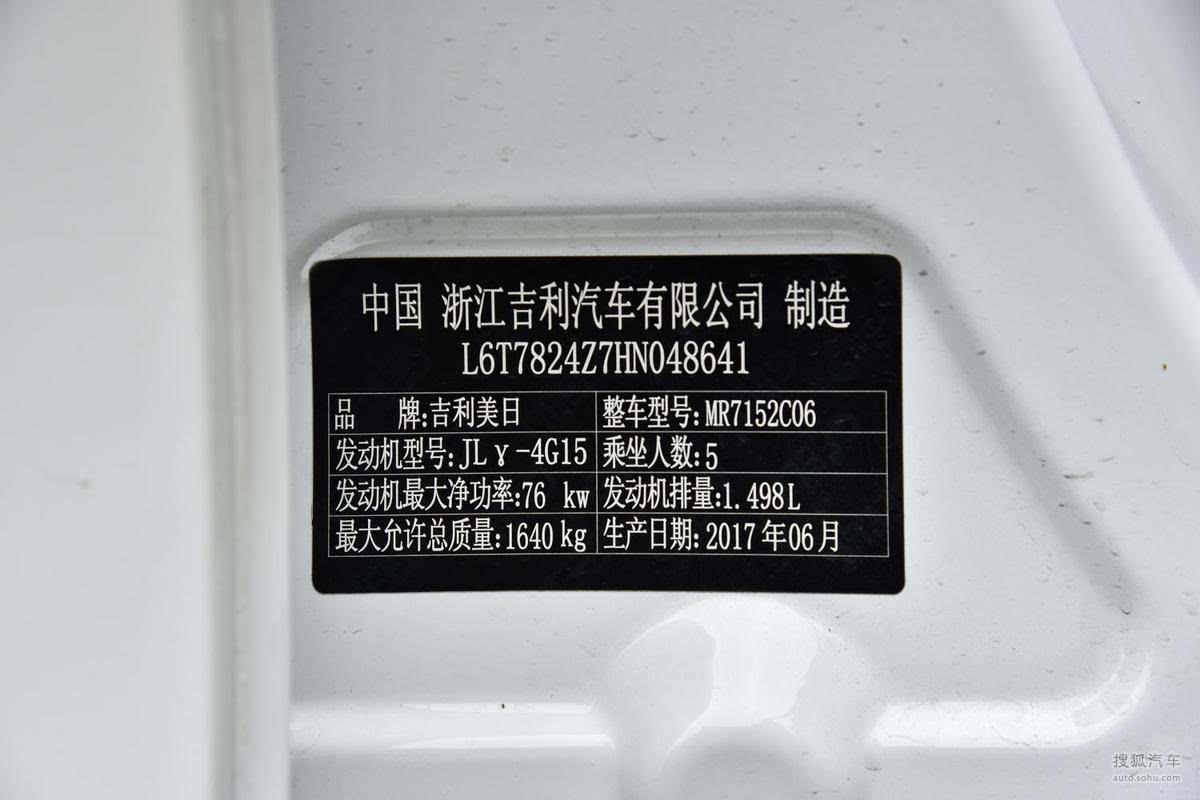 中国 浙江吉利汽车有限公司 制造
L6T7824Z7HN048641
品 牌:吉利美日 整车型号:MR7152C06
发动机型号:JLγ-4G15 乘坐人数:5
发动机最大净功率:76 kw 发动机排量:1.498L
最大允许总质量:1640kg 生产日期:2017年06月
搜狐汽车
auto.sohu.com